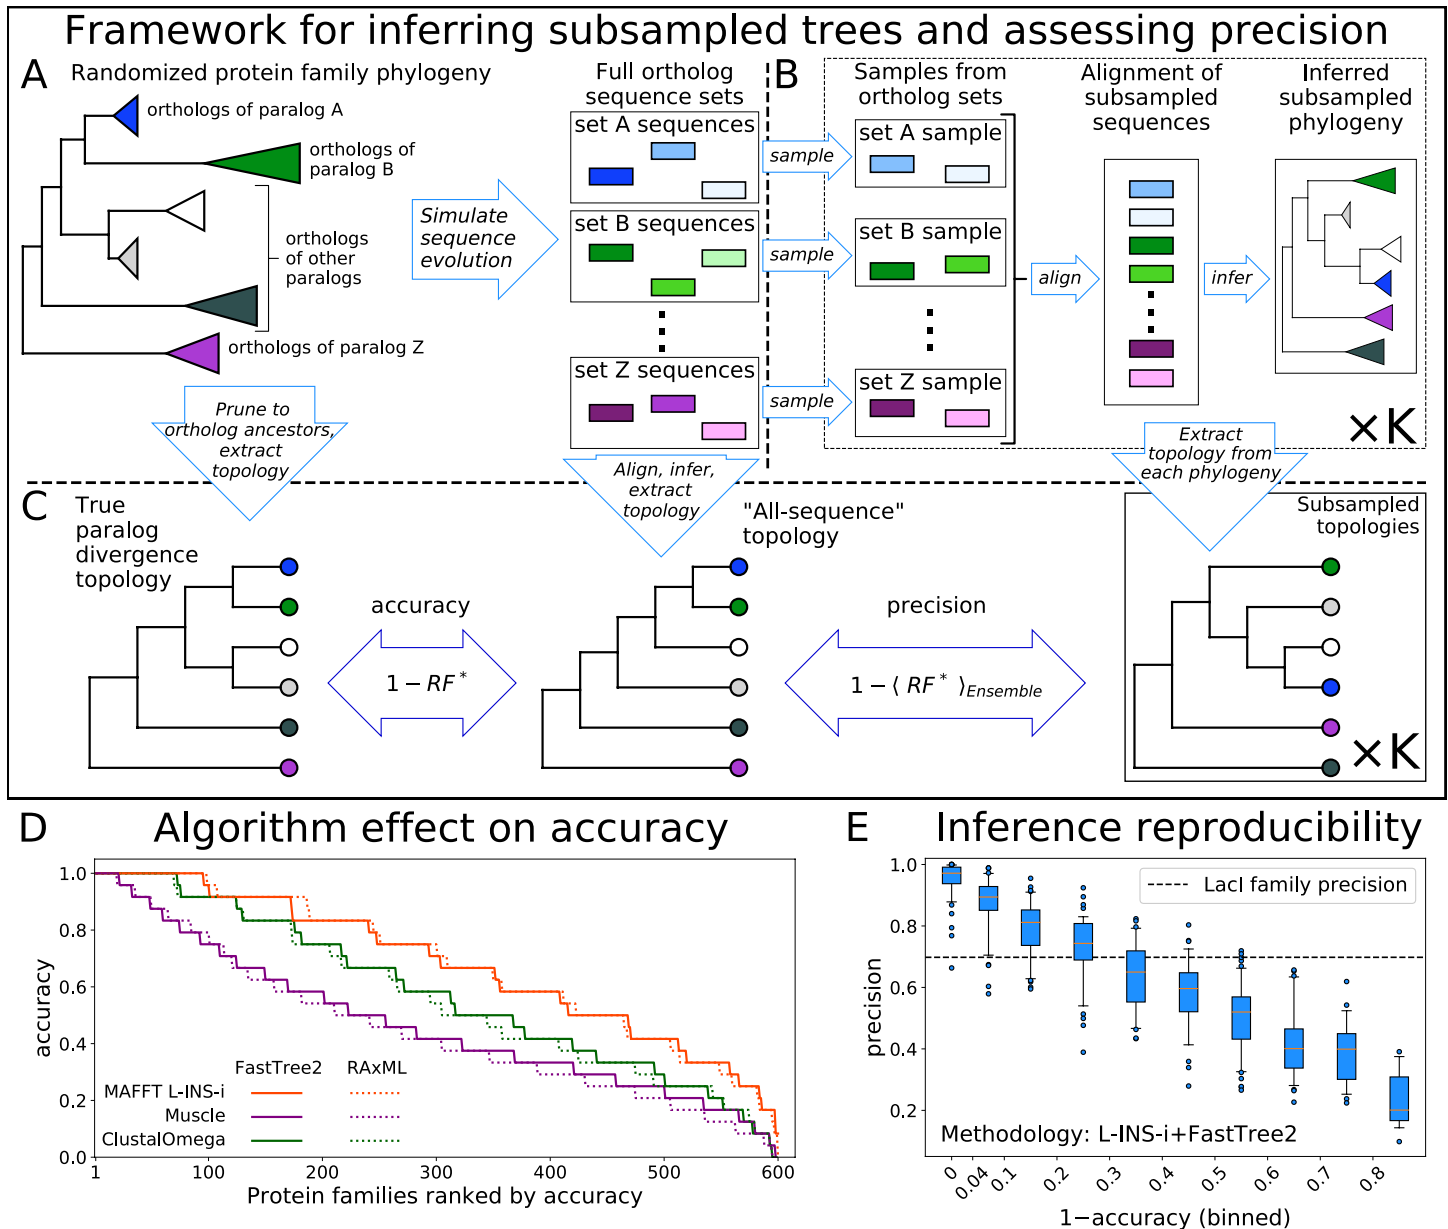 Framework for inferring subsampled trees and assessing precision
A
Randomized protein family phylogeny
orthologs of paralog A
orthologs of
paralog B
orthologs
of other
paralogs
orthologs of paralog Z
Simulate
sequence
evolution
Full ortholog
sequence sets
set A sequences
set B sequences
set Z sequences
B
sample
sample
sample
Samples from
ortholog sets
set A sample
set B sample
set Z sample
align
Alignment of
subsampled
sequences
infer
Inferred
subsampled
phylogeny
×K
Prune to
ortholog ancestors,
extract
topology
Align, infer,
extract
topology
Extract
topology from
each phylogeny
C
True
paralog
divergence
topology
accuracy
1 − RF*
"All-sequence"
topology
precision
1 − ⟨ RF* ⟩Ensemble
Subsampled
topologies
×K
D
Algorithm effect on accuracy
accuracy
1.0
0.8
0.6
0.4
0.2
0.0
FastTree2 RAxML
MAFFT L-INS-i
Muscle
ClustalOmega
1 100 200 300 400 500 600
Protein families ranked by accuracy
E
Inference reproducibility
precision
1.0
0.8
0.6
0.4
0.2
LacI family precision
Methodology: L-INS-i+FastTree2
0 0.04 0.1 0.2 0.3 0.4 0.5 0.6 0.7 0.8
1−accuracy (binned)